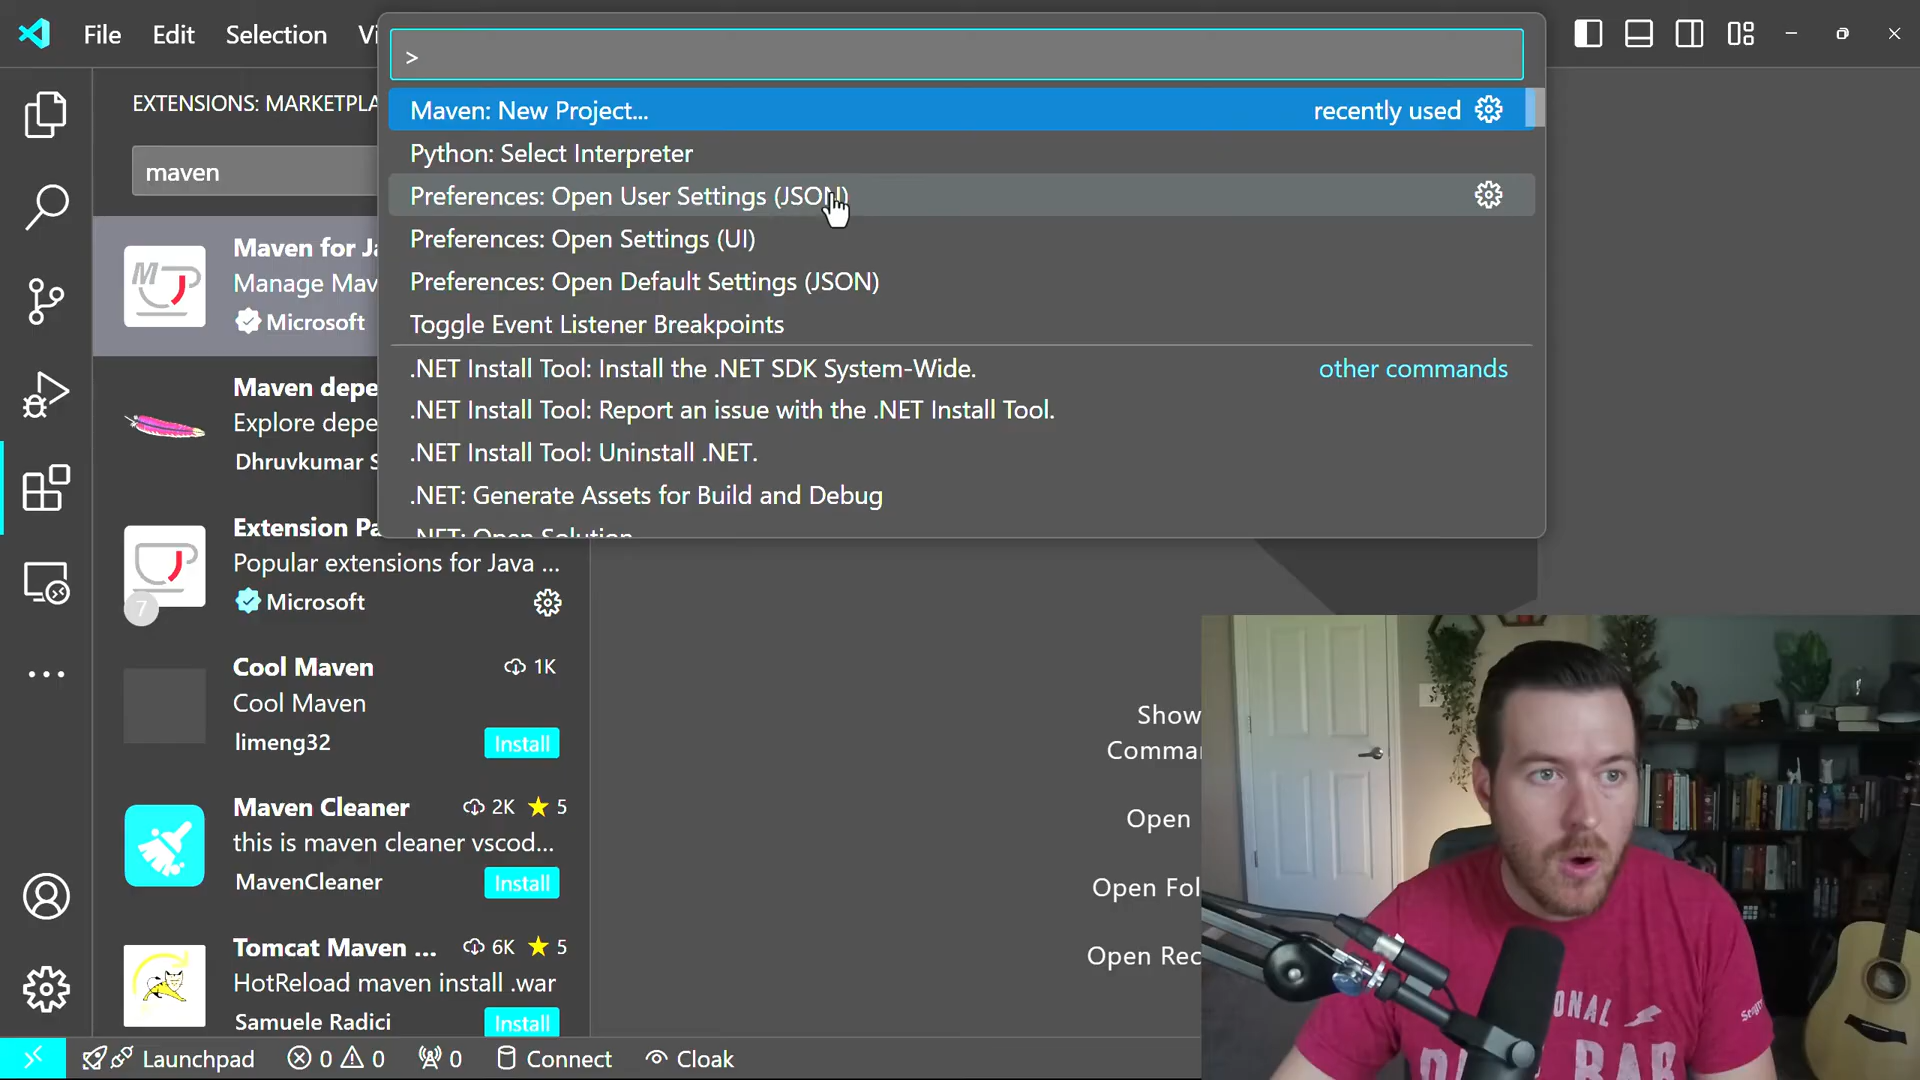 File Edit Selection Vi
>
Maven: New Project... recently used
Python: Select Interpreter
Preferences: Open User Settings (JSON)
Preferences: Open Settings (UI)
Preferences: Open Default Settings (JSON)
Toggle Event Listener Breakpoints
.NET Install Tool: Install the .NET SDK System-Wide. other commands
.NET Install Tool: Report an issue with the .NET Install Tool.
.NET Install Tool: Uninstall .NET.
.NET: Generate Assets for Build and Debug
.NET: Open Solution
EXTENSIONS: MARKETPLA
maven
Maven for Ja
Manage Mav
Microsoft
Maven depe
Explore depe
Dhruvkumar S
Extension Pa
Popular extensions for Java ...
7 Microsoft
Cool Maven 1K
Cool Maven
limeng32 Install
Maven Cleaner 2K 5
this is maven cleaner vscod...
MavenCleaner Install
Tomcat Maven ... 6K 5
HotReload maven install .war
Samuele Radici Install
Show
Comma
Open
Open Fol
Open Rec
Launchpad 0 0 0 Connect Cloak